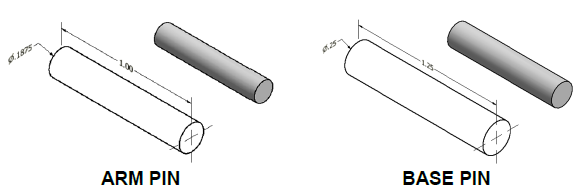 Ø.1875
1.00
ARM PIN
Ø.25
1.25
BASE PIN